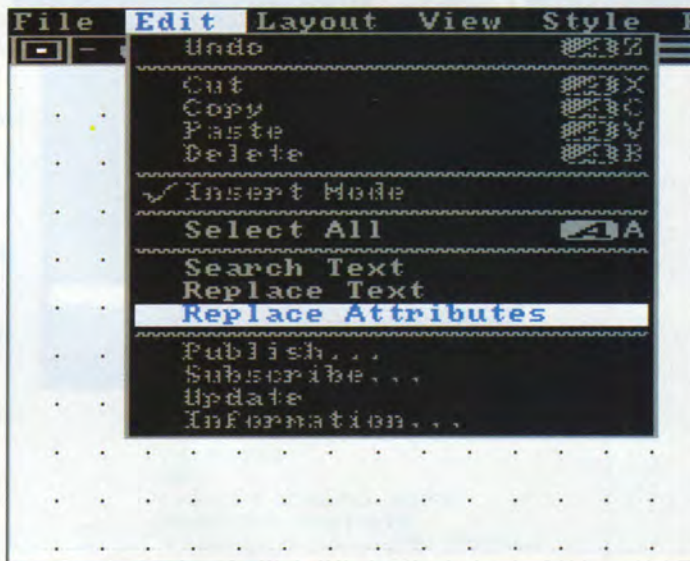 File Edit Layout View Style
Undo Z
Cut X
Copy C
Paste V
Delete B
✓ Insert Mode
Select All A
Search Text
Replace Text
Replace Attributes
Publish...
Subscribe...
Update
Information...